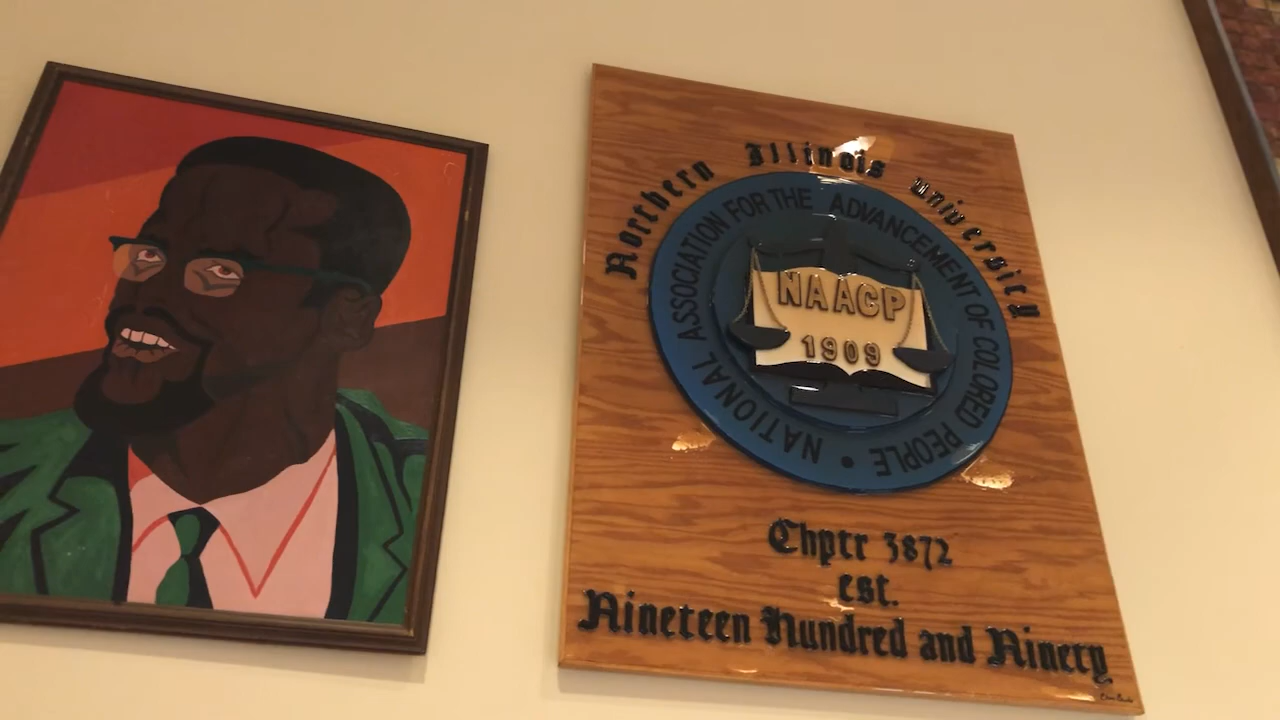 Northern Illinois University
NATIONAL ASSOCIATION FOR THE ADVANCEMENT OF COLORED PEOPLE •
NAACP
1909
Chptr 3872
est.
Nineteen Hundred and Ninety